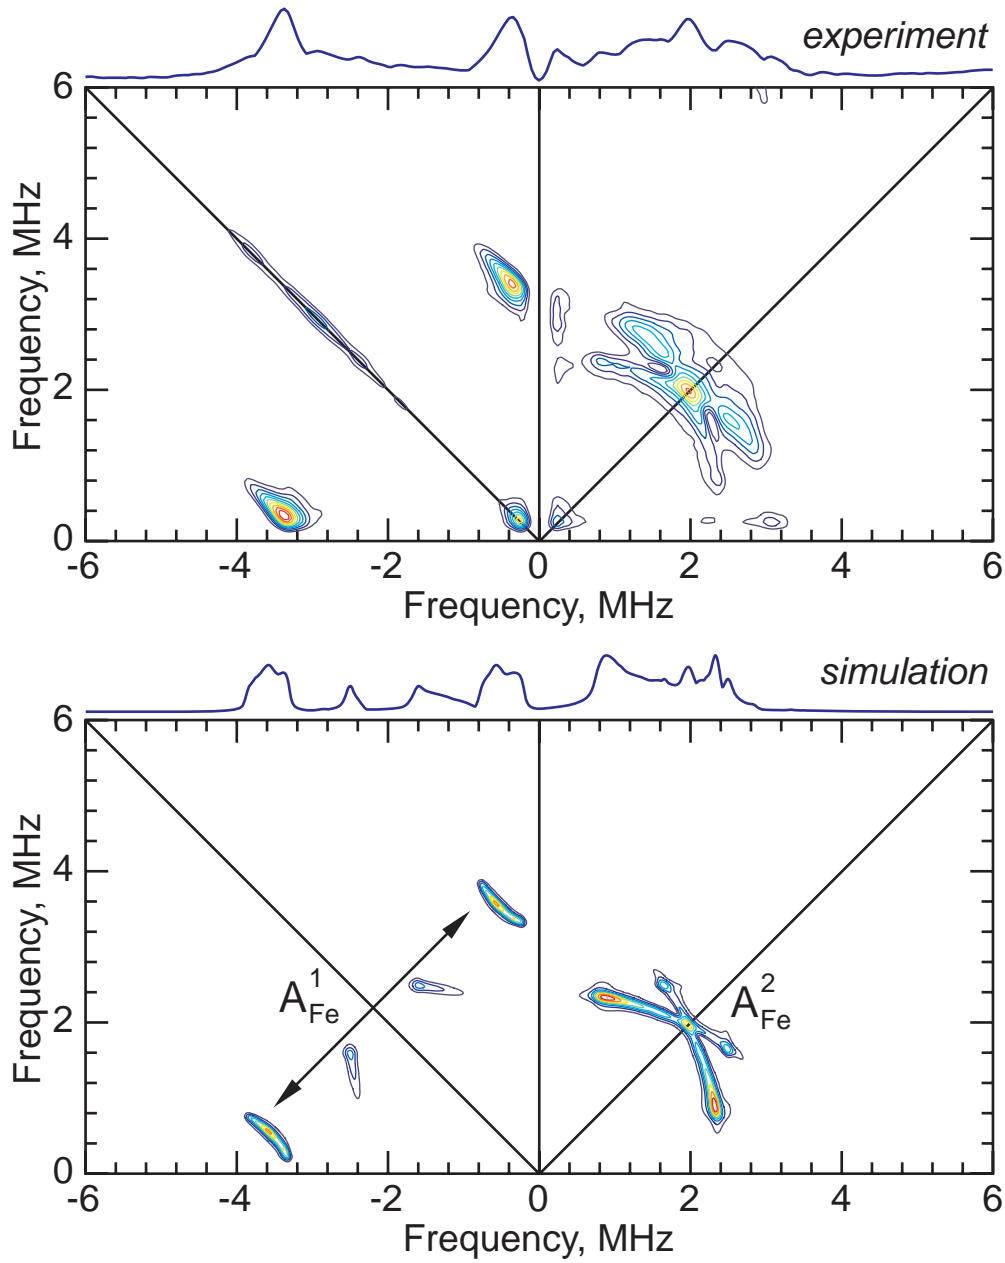 experiment
6
4
2
0
Frequency, MHz
-6 -4 -2 0 2 4 6
Frequency, MHz
simulation
6
4
2
0
Frequency, MHz
A¹Fe
A²Fe
-6 -4 -2 0 2 4 6
Frequency, MHz